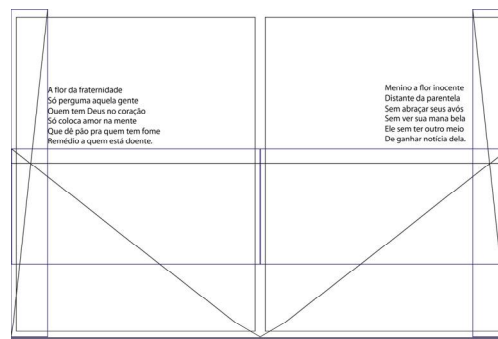 A flor da fraternidade
Só perguma aquela gente
Quem tem Deus no coração
Só coloca amor na mente
Que dê pão pra quem tem fome
Remédio a quem está doente.
Menino a flor inocente
Distante da parentela
Sem abraçar seus avós
Sem ver sua mana bela
Ele sem ter outro meio
De ganhar notícia dela.